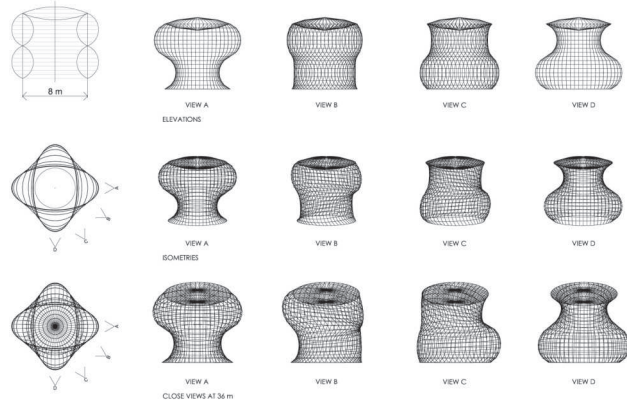 8 m
VIEW A
VIEW B
VIEW C
VIEW D
ELEVATIONS
A
B
C
D
VIEW A
VIEW B
VIEW C
VIEW D
ISOMETRIES
A
B
C
D
VIEW A
VIEW B
VIEW C
VIEW D
CLOSE VIEWS AT 36 m